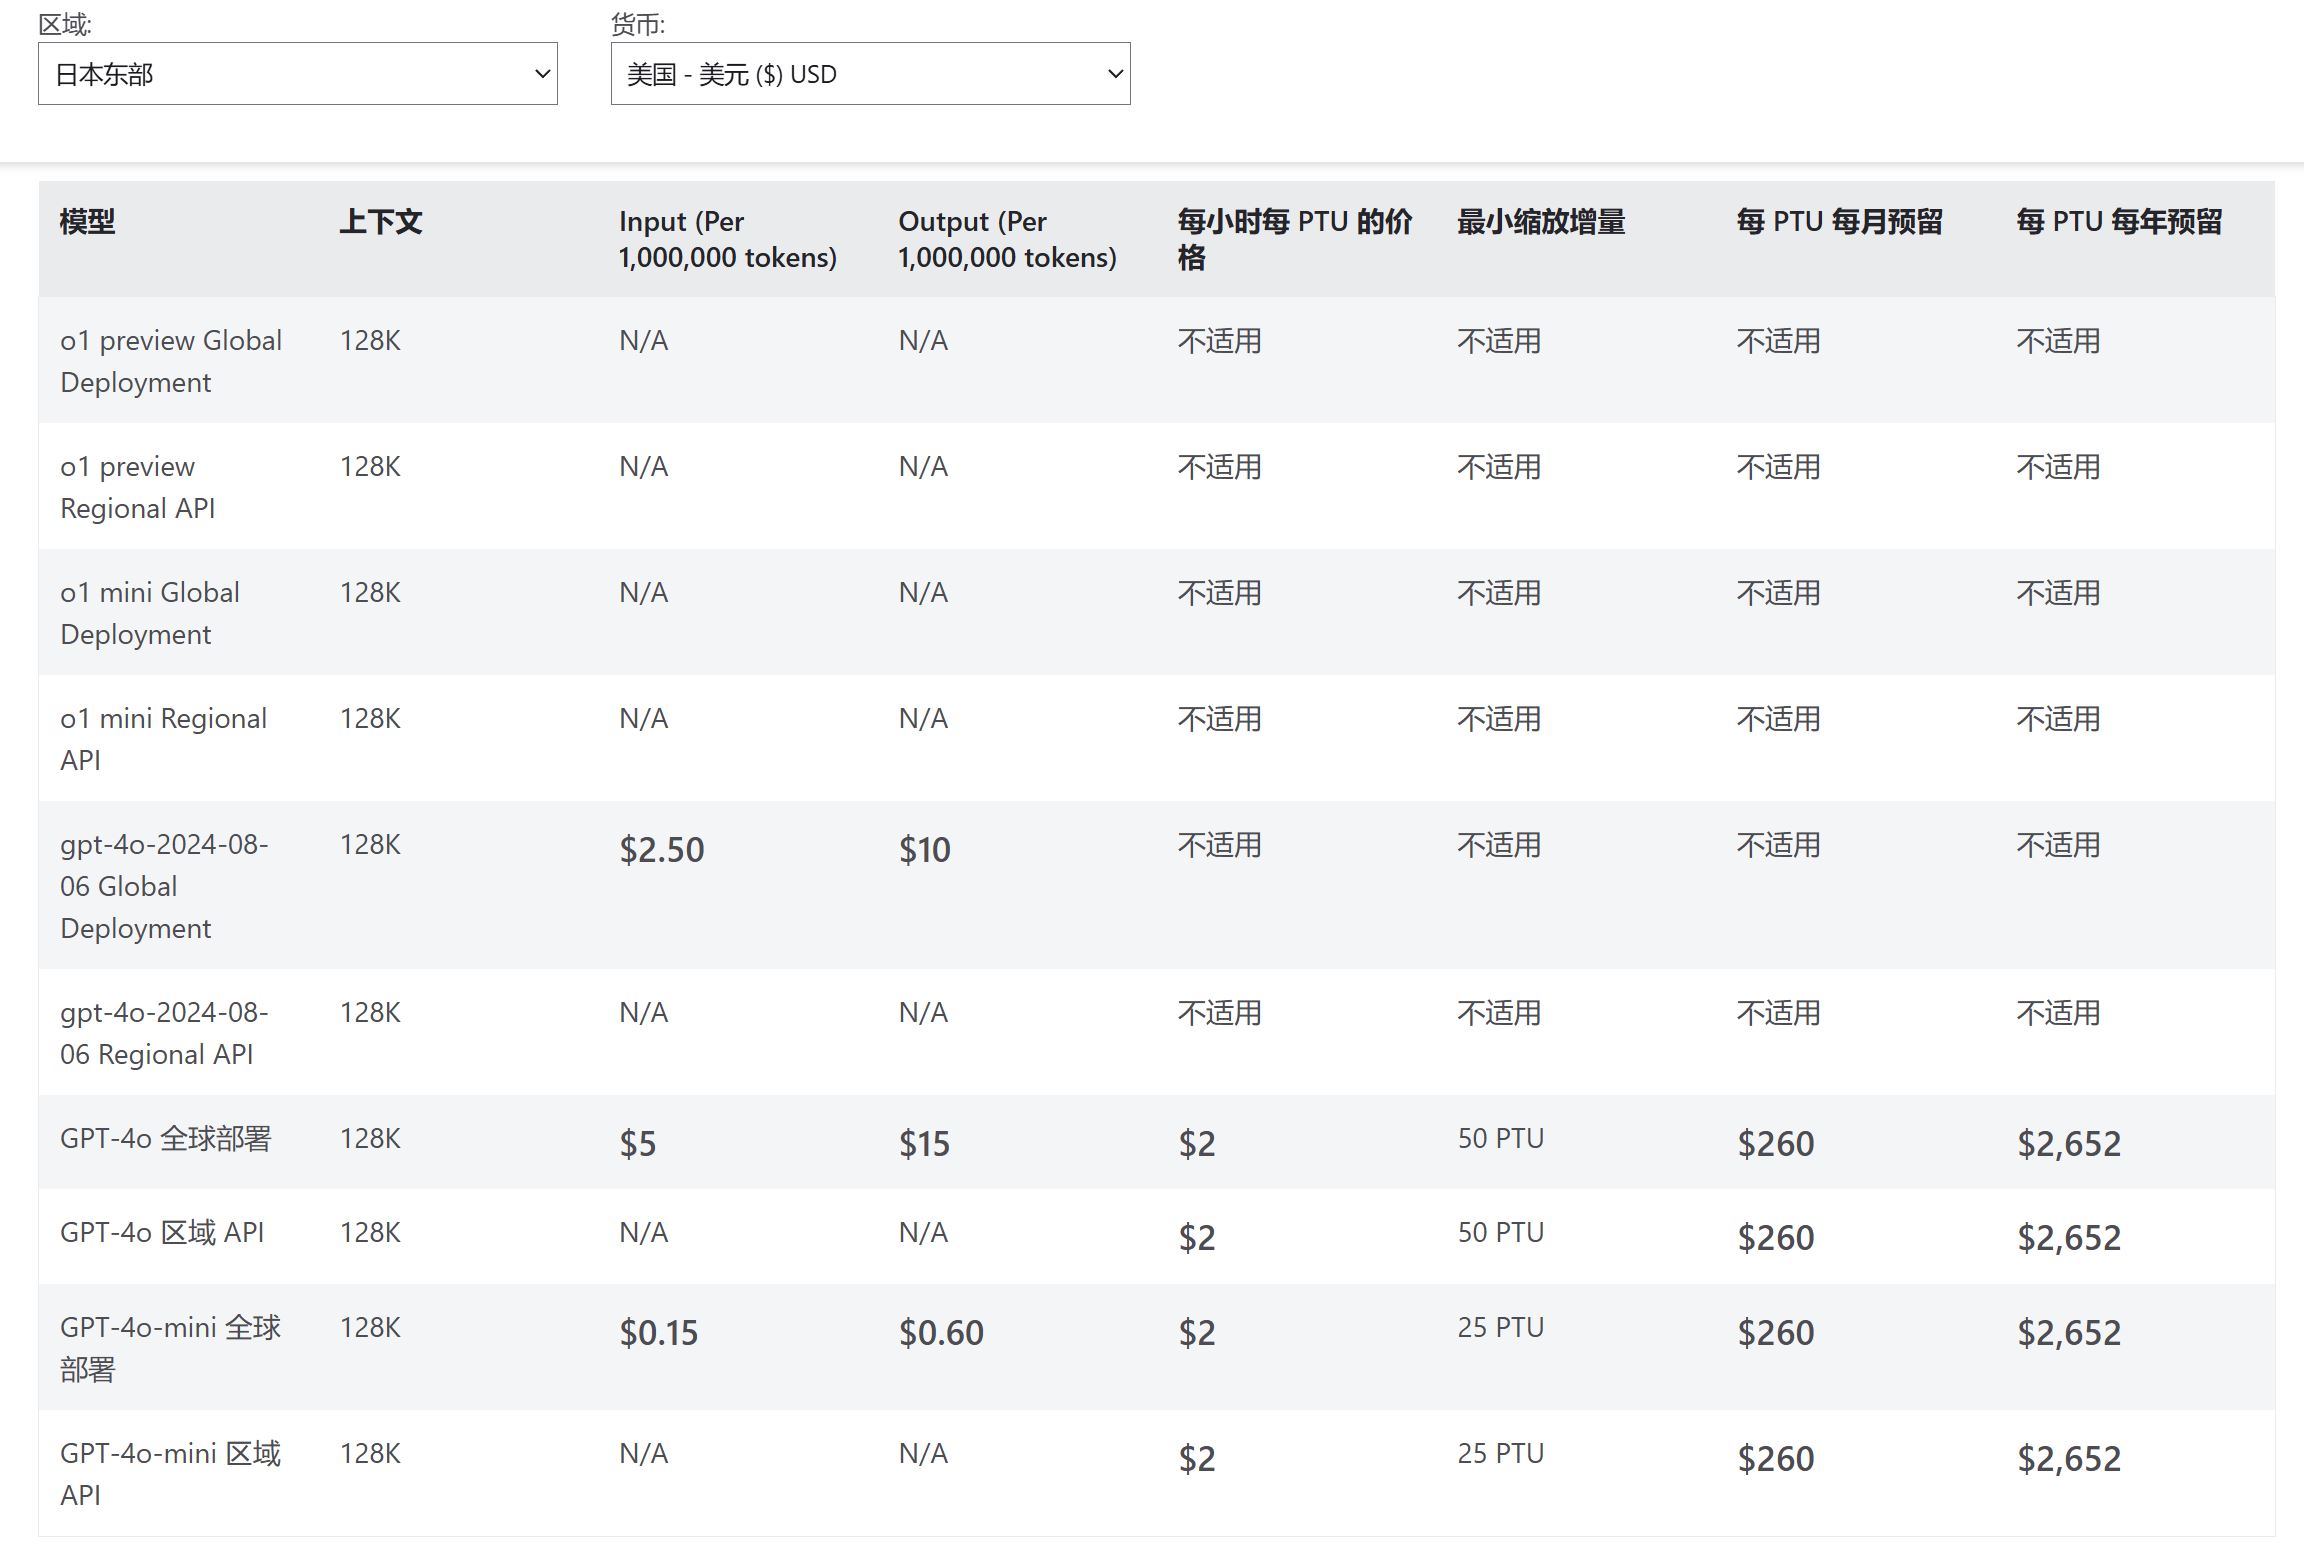 区域: 货币:
日本东部 美国 - 美元 ($) USD
模型 上下文 Input (Per 1,000,000 tokens) Output (Per 1,000,000 tokens) 每小时每 PTU 的价格 最小缩放增量 每 PTU 每月预留 每 PTU 每年预留
o1 preview Global Deployment 128K N/A N/A 不适用 不适用 不适用 不适用
o1 preview Regional API 128K N/A N/A 不适用 不适用 不适用 不适用
o1 mini Global Deployment 128K N/A N/A 不适用 不适用 不适用 不适用
o1 mini Regional API 128K N/A N/A 不适用 不适用 不适用 不适用
gpt-4o-2024-08-06 Global Deployment 128K $2.50 $10 不适用 不适用 不适用 不适用
gpt-4o-2024-08-06 Regional API 128K N/A N/A 不适用 不适用 不适用 不适用
GPT-4o 全球部署 128K $5 $15 $2 50 PTU $260 $2,652
GPT-4o 区域 API 128K N/A N/A $2 50 PTU $260 $2,652
GPT-4o-mini 全球部署 128K $0.15 $0.60 $2 25 PTU $260 $2,652
GPT-4o-mini 区域 API 128K N/A N/A $2 25 PTU $260 $2,652